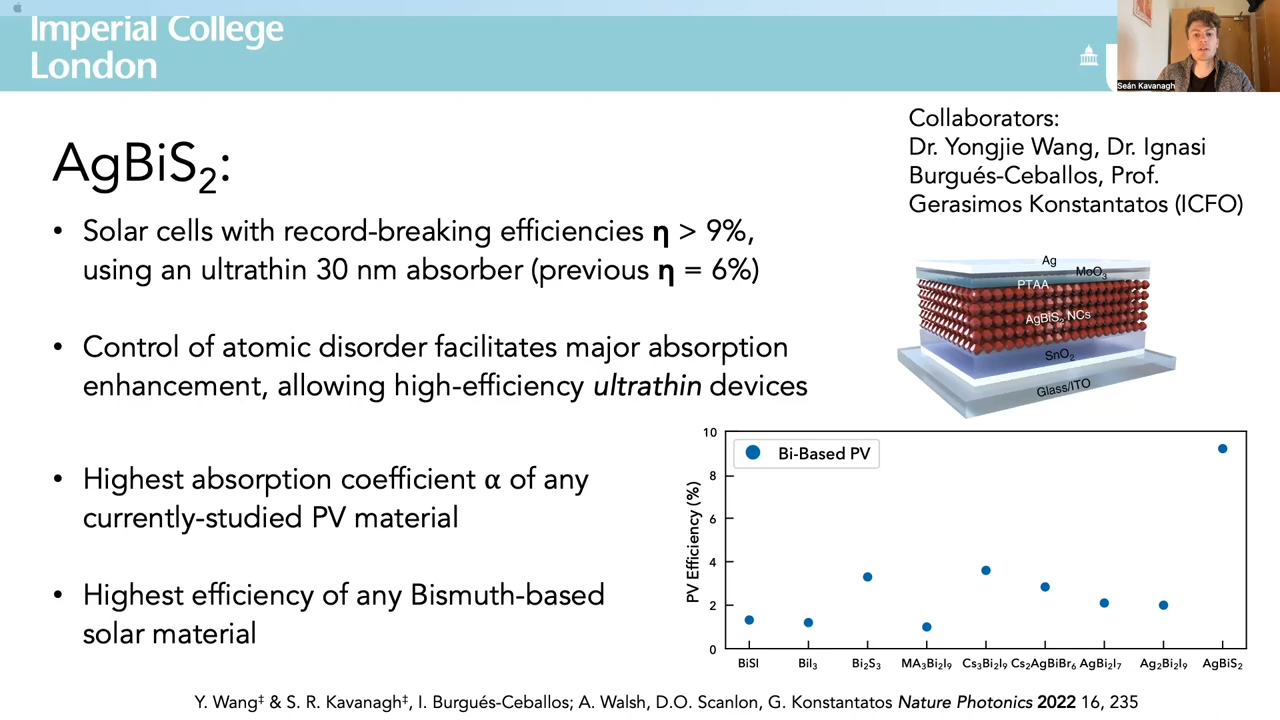 Imperial College
London
Seán Kavanagh
Collaborators:
Dr. Yongjie Wang, Dr. Ignasi
Burgués-Ceballos, Prof.
Gerasimos Konstantatos (ICFO)
AgBiS₂:
• Solar cells with record-breaking efficiencies η > 9%,
using an ultrathin 30 nm absorber (previous η = 6%)
• Control of atomic disorder facilitates major absorption
enhancement, allowing high-efficiency ultrathin devices
• Highest absorption coefficient α of any
currently-studied PV material
• Highest efficiency of any Bismuth-based
solar material
Ag
MoO₃
PTAA
AgBiS₂ NCs
SnO₂
Glass/ITO
Bi-Based PV
PV Efficiency (%)
10
8
6
4
2
0
BiSI BiI₃ Bi₂S₃ MA₃Bi₂I₉ Cs₃Bi₂I₉ Cs₂AgBiBr₆ AgBi₂I₇ Ag₂Bi₂I₉ AgBiS₂
Y. Wang‡ & S. R. Kavanagh‡, I. Burgués-Ceballos; A. Walsh, D.O. Scanlon, G. Konstantatos Nature Photonics 2022 16, 235